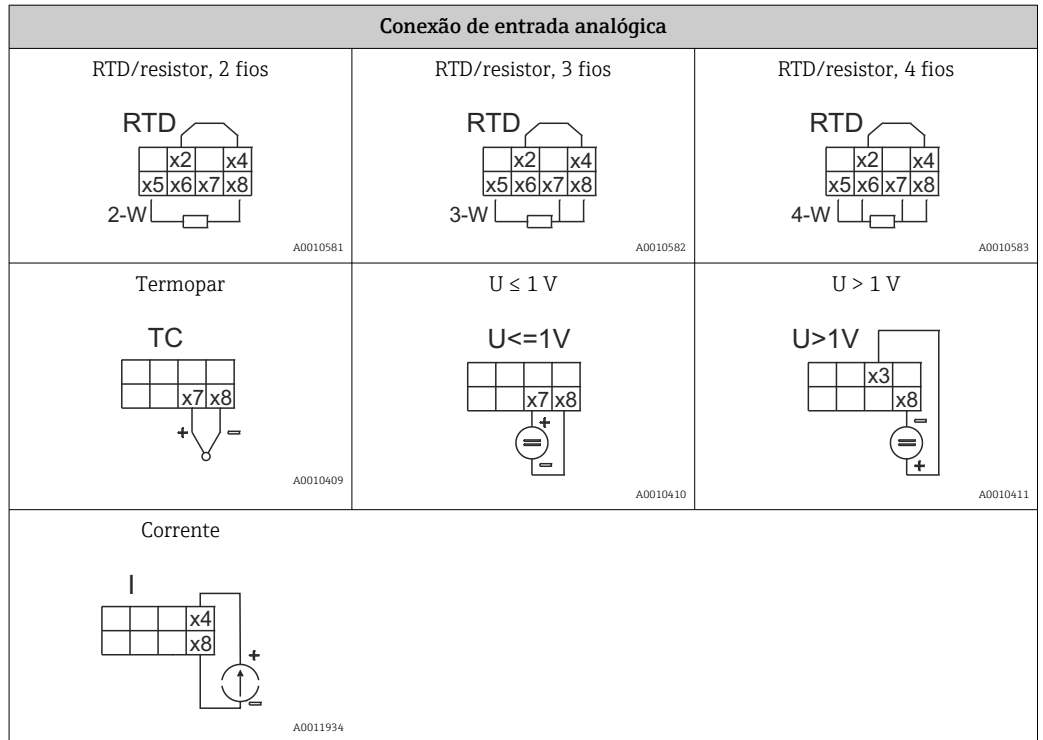 Conexão de entrada analógica
RTD/resistor, 2 fios
RTD
x2 x4
x5 x6 x7 x8
2-W
A0010581
RTD/resistor, 3 fios
RTD
x2 x4
x5 x6 x7 x8
3-W
A0010582
RTD/resistor, 4 fios
RTD
x2 x4
x5 x6 x7 x8
4-W
A0010583
Termopar
TC
x7 x8
+ −
A0010409
U ≤ 1 V
U<=1V
x7 x8
+
=
−
A0010410
U > 1 V
U>1V
x3
x8
−
=
+
A0010411
Corrente
I
x4
x8
+
−
A0011934